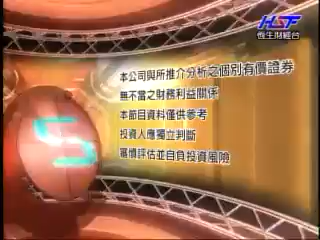 HSTF
恆生財經台
本公司與所推介分析之個別有價證券
無不當之財務利益關係
本節目資料僅供參考
投資人應獨立判斷
審慎評估並自負投資風險